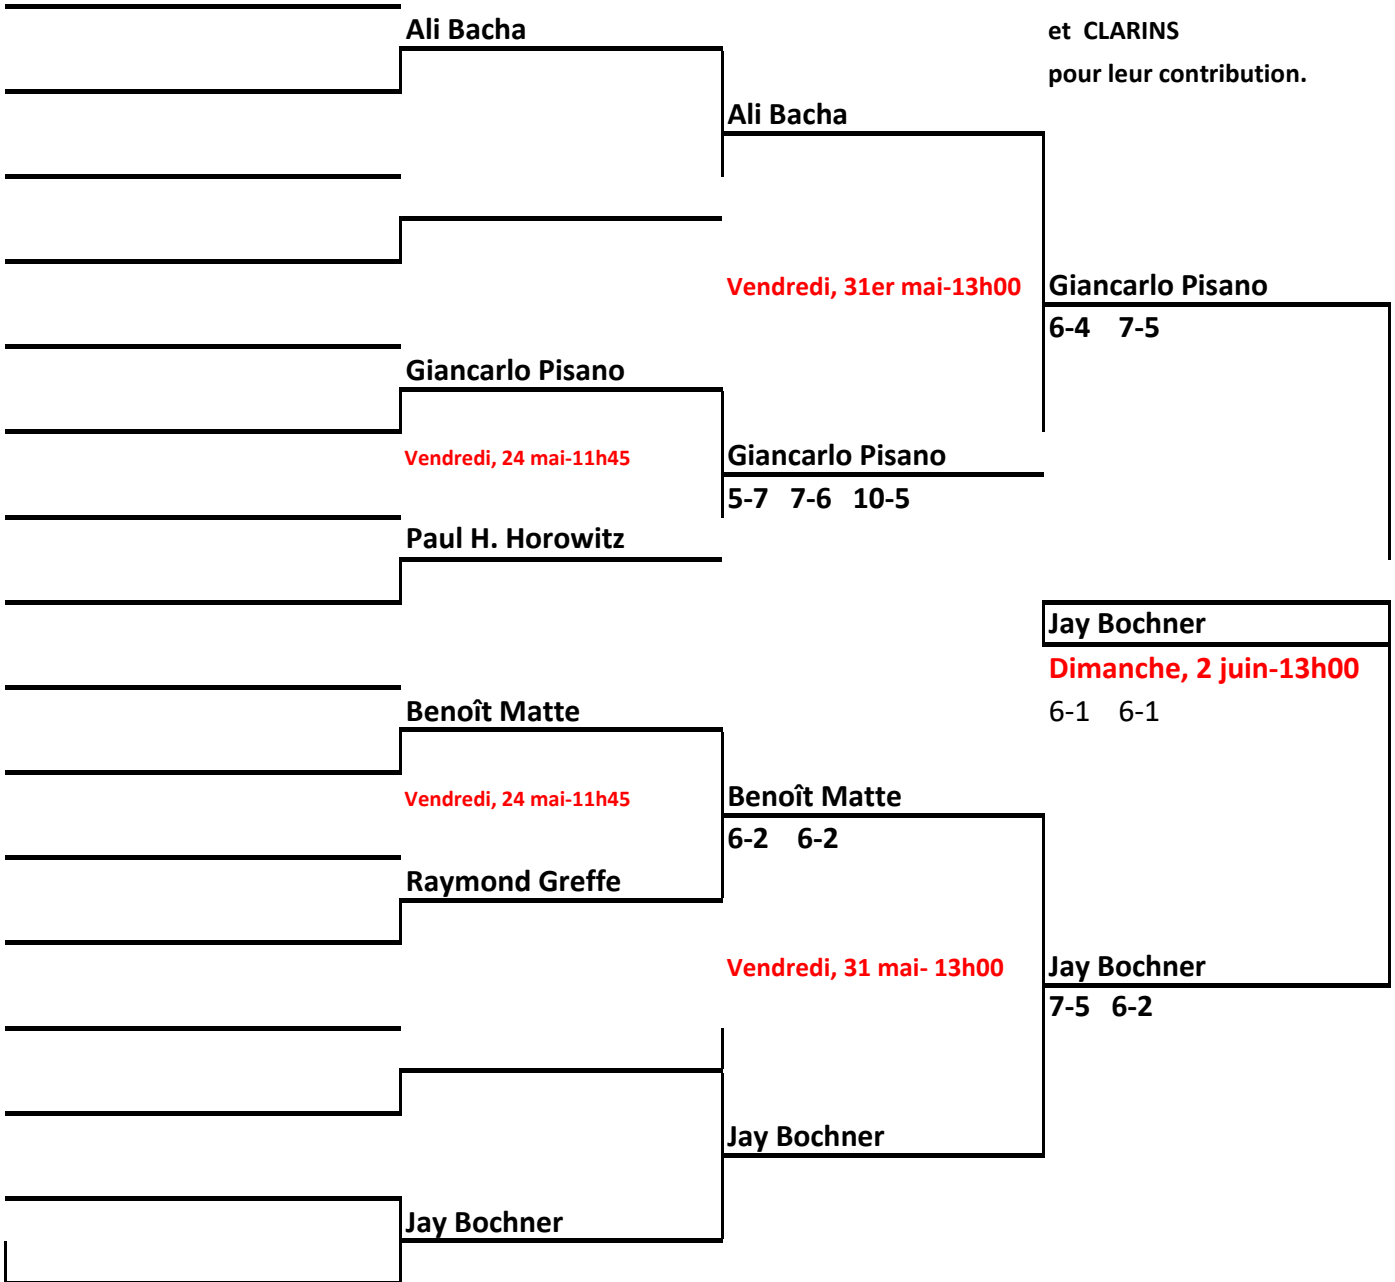 Ali Bacha
et CLARINS
pour leur contribution.
Ali Bacha
Vendredi, 31er mai-13h00
Giancarlo Pisano
6-4 7-5
Giancarlo Pisano
Vendredi, 24 mai-11h45
Giancarlo Pisano
5-7 7-6 10-5
Paul H. Horowitz
Jay Bochner
Dimanche, 2 juin-13h00
6-1 6-1
Benoît Matte
Vendredi, 24 mai-11h45
Benoît Matte
6-2 6-2
Raymond Greffe
Vendredi, 31 mai- 13h00
Jay Bochner
7-5 6-2
Jay Bochner
Jay Bochner